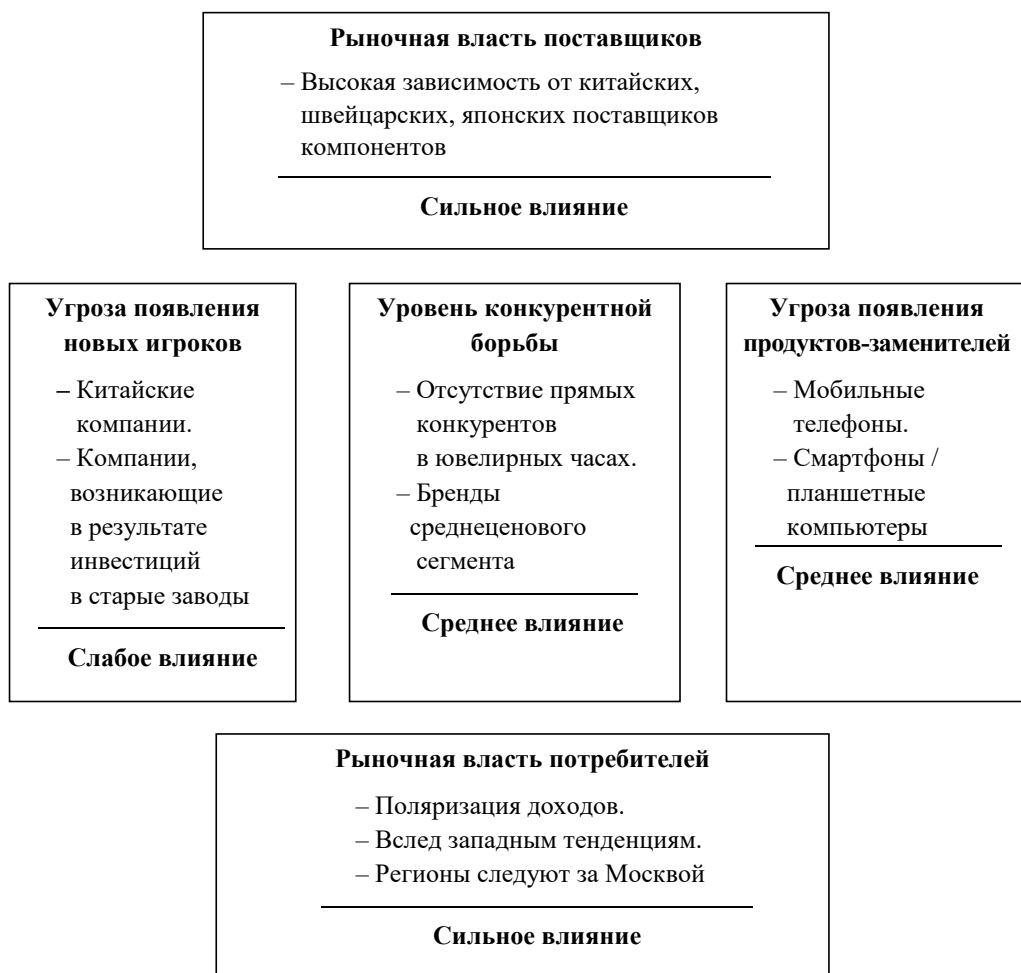 Рыночная власть поставщиков
– Высокая зависимость от китайских,
швейцарских, японских поставщиков
компонентов
Сильное влияние
Угроза появления
новых игроков
– Китайские
компании.
– Компании,
возникающие
в результате
инвестиций
в старые заводы
Слабое влияние
Уровень конкурентной
борьбы
– Отсутствие прямых
конкурентов
в ювелирных часах.
– Бренды
среднеценового
сегмента
Среднее влияние
Угроза появления
продуктов-заменителей
– Мобильные
телефоны.
– Смартфоны /
планшетные
компьютеры
Среднее влияние
Рыночная власть потребителей
– Поляризация доходов.
– Вслед западным тенденциям.
– Регионы следуют за Москвой
Сильное влияние